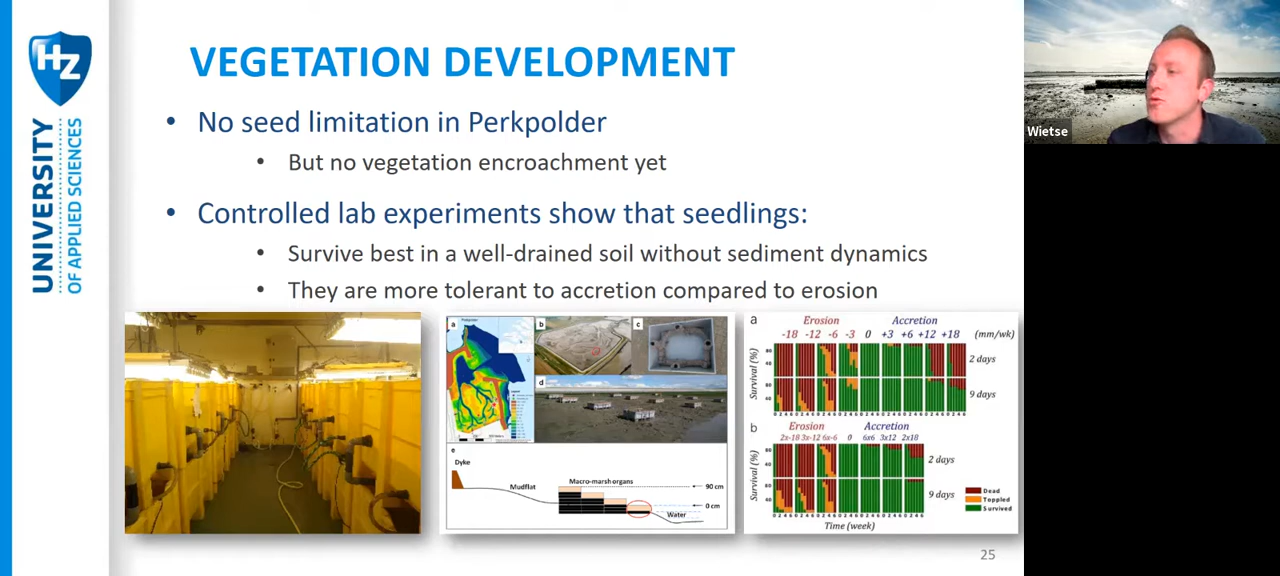 HZ
UNIVERSITY
OF APPLIED SCIENCES
VEGETATION DEVELOPMENT
• No seed limitation in Perkpolder
• But no vegetation encroachment yet
• Controlled lab experiments show that seedlings:
• Survive best in a well-drained soil without sediment dynamics
• They are more tolerant to accretion compared to erosion
a
b
c
d
e
Dyke
Mudflat
Macro-marsh organs
90 cm
0 cm
Water
a
Erosion Accretion
-18 -12 -6 -3 0 +3 +6 +12 +18 (mm/wk)
Survival (%)
2 days
9 days
b
Erosion Accretion
2x-18 3x-12 6x-6 0 6x6 3x12 2x18
Survival (%)
2 days
9 days
Dead
Toppled
Survived
Time (week)
25
Wietse